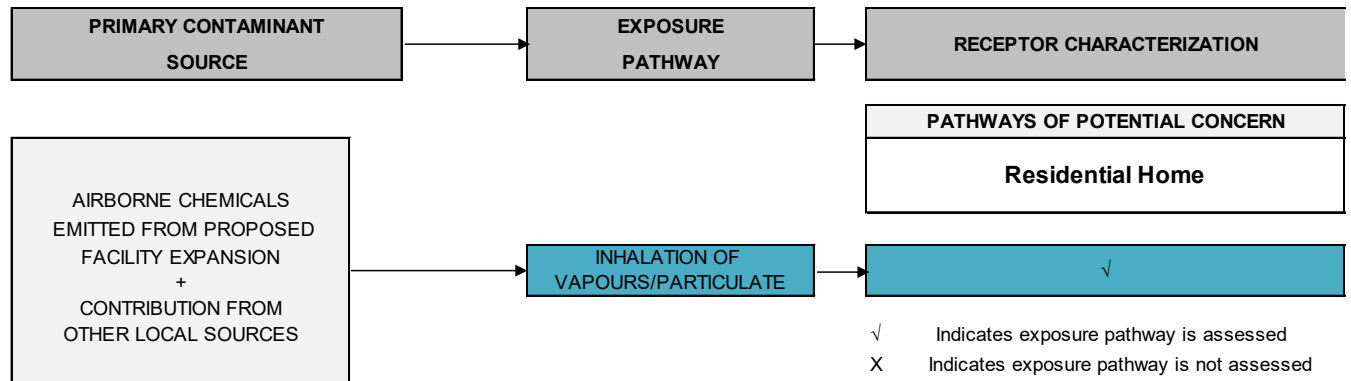 PRIMARY CONTAMINANT
SOURCE
EXPOSURE
PATHWAY
RECEPTOR CHARACTERIZATION
PATHWAYS OF POTENTIAL CONCERN
Residential Home
AIRBORNE CHEMICALS
EMITTED FROM PROPOSED
FACILITY EXPANSION
+
CONTRIBUTION FROM
OTHER LOCAL SOURCES
INHALATION OF
VAPOURS/PARTICULATE
√
√ Indicates exposure pathway is assessed
X Indicates exposure pathway is not assessed